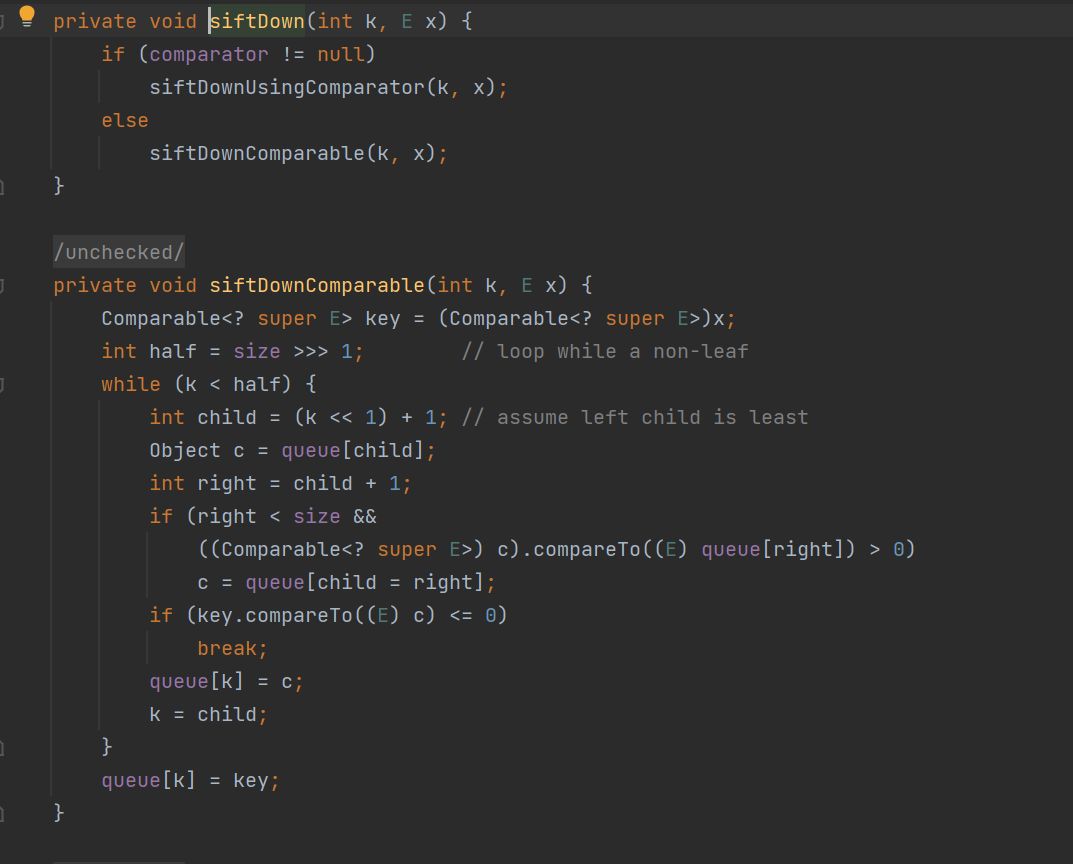 private void siftDown(int k, E x) {
    if (comparator != null)
        siftDownUsingComparator(k, x);
    else
        siftDownComparable(k, x);
}
/unchecked/
private void siftDownComparable(int k, E x) {
    Comparable<? super E> key = (Comparable<? super E>)x;
    int half = size >>> 1;        // loop while a non-leaf
    while (k < half) {
        int child = (k << 1) + 1; // assume left child is least
        Object c = queue[child];
        int right = child + 1;
        if (right < size &&
            ((Comparable<? super E>) c).compareTo((E) queue[right]) > 0)
            c = queue[child = right];
        if (key.compareTo((E) c) <= 0)
            break;
        queue[k] = c;
        k = child;
    }
    queue[k] = key;
}